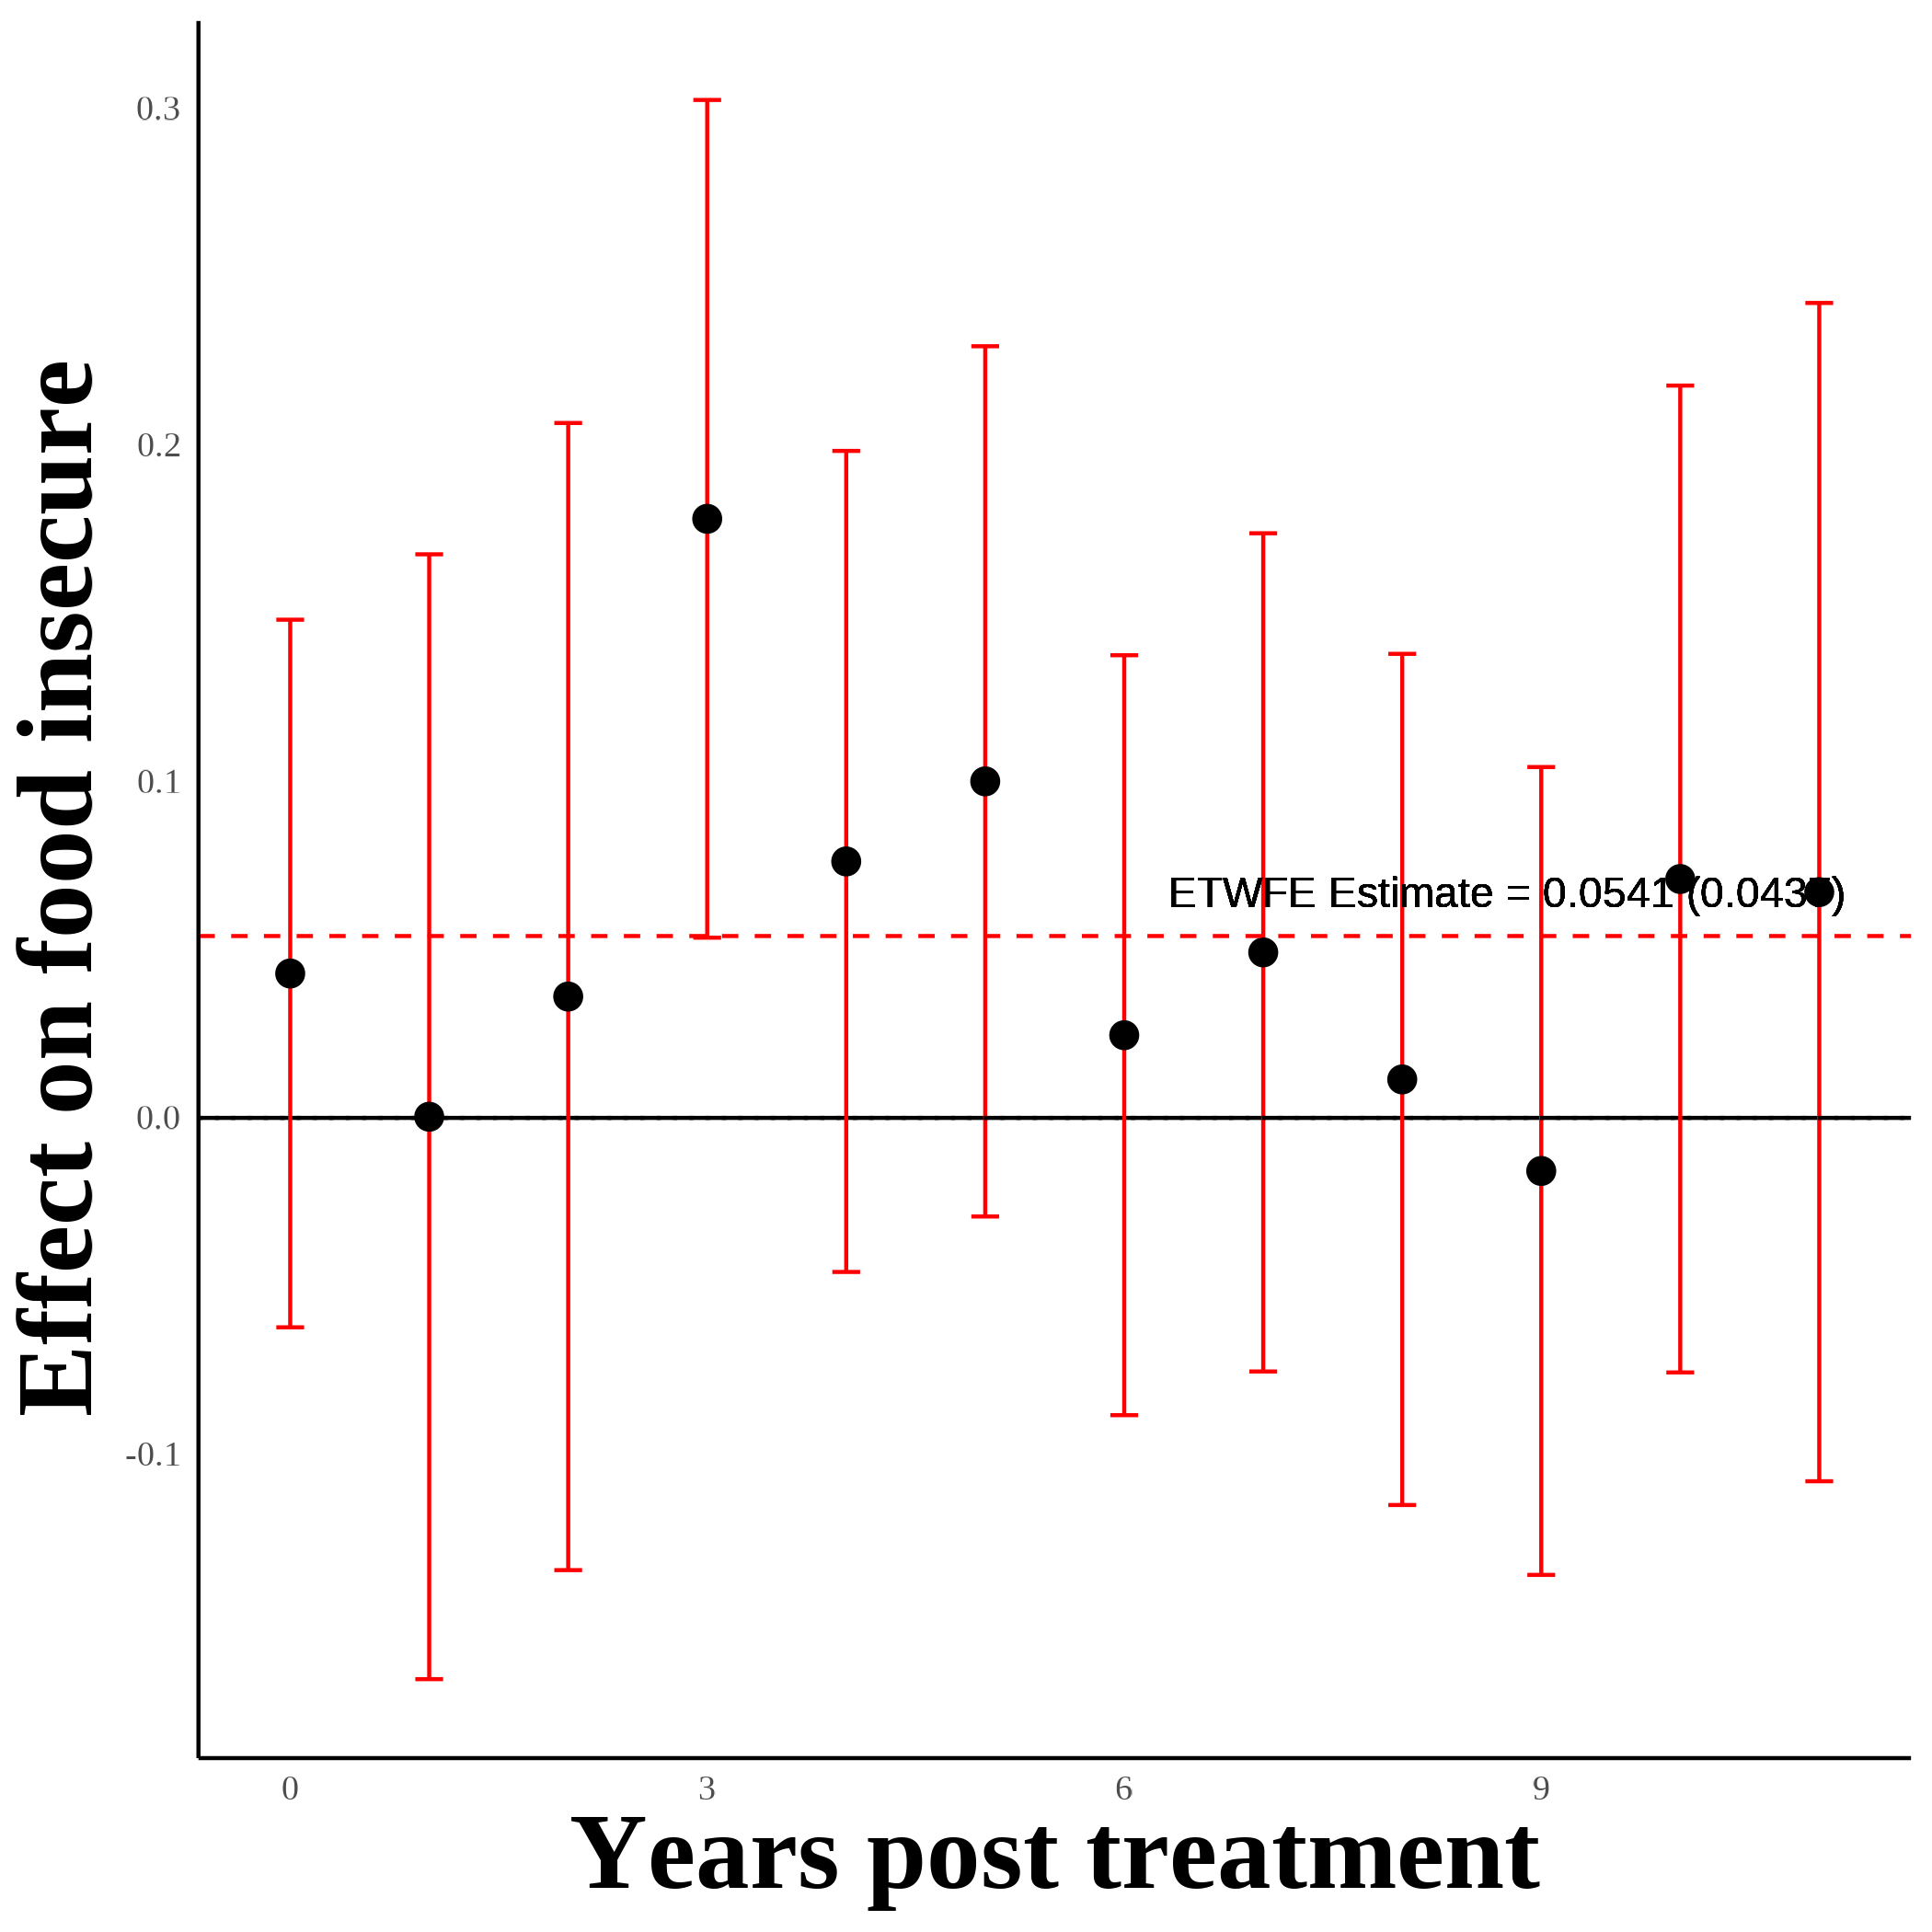 Effect on food insecure
0.3
0.2
0.1
0.0
-0.1
ETWFE Estimate = 0.0541
0 3 6 9
Years post treatment